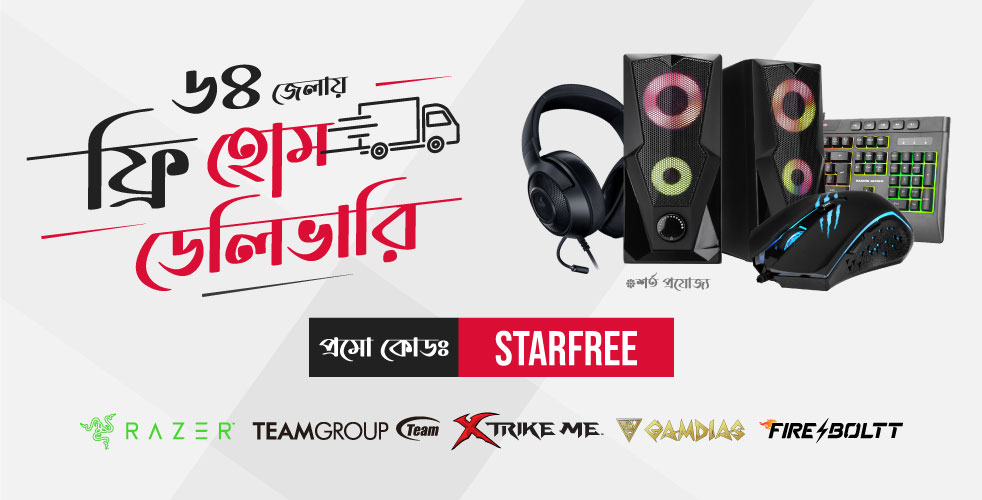 ৬৪ জেলায়
ফ্রি হোম
ডেলিভারি
*শর্ত প্রযোজ্য
প্রমো কোডঃ STARFREE
RAZER TEAMGROUP Team XTRIKE ME GAMDIAS FIRE BOLTT